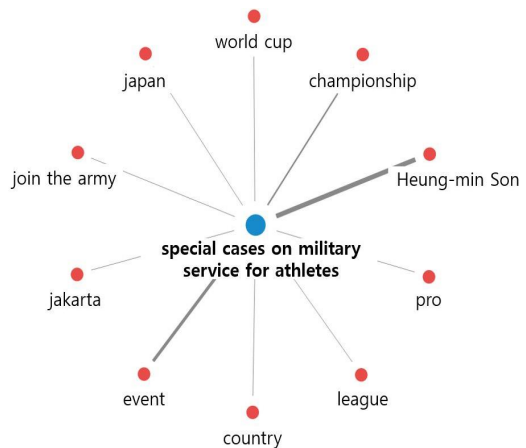 world cup
japan
championship
join the army
Heung-min Son
special cases on military
service for athletes
jakarta
pro
event
league
country